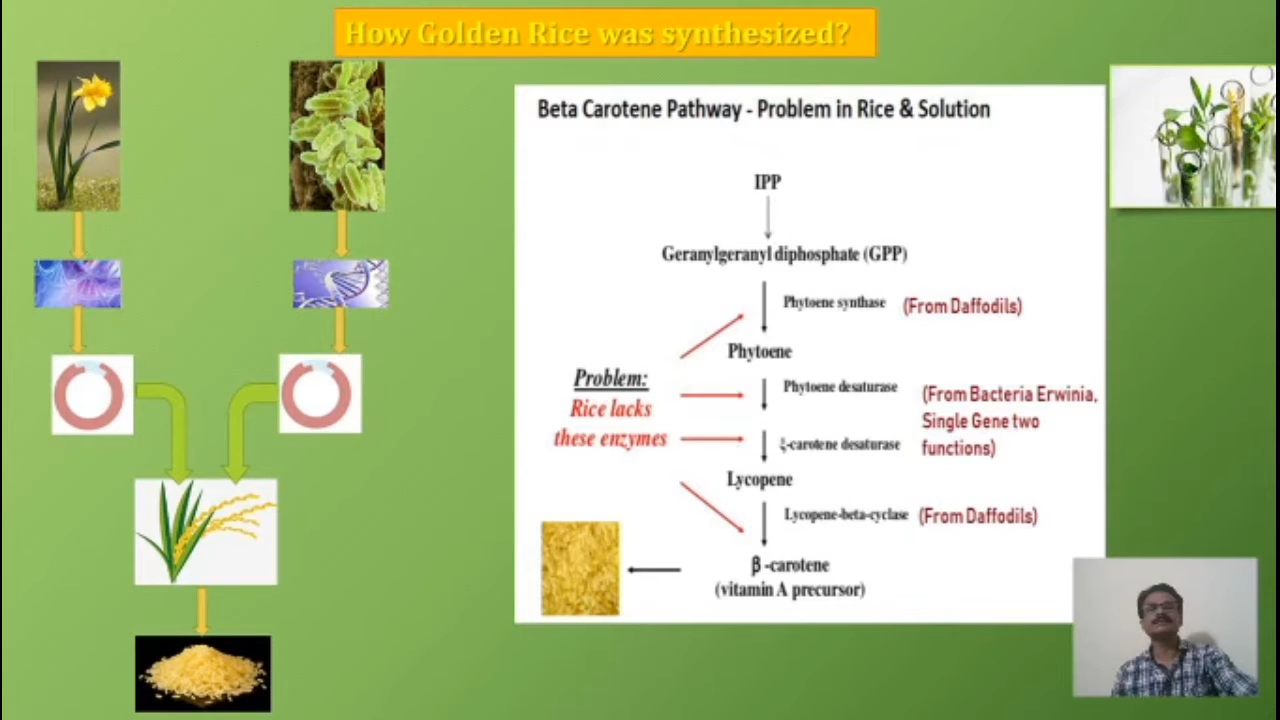 How Golden Rice was synthesized?
Beta Carotene Pathway - Problem in Rice & Solution
IPP
Geranylgeranyl diphosphate (GPP)
Phytoene synthase (From Daffodils)
Phytoene
Problem:
Rice lacks
these enzymes
Phytoene desaturase
(From Bacteria Erwinia,
Single Gene two
functions)
ξ-carotene desaturase
Lycopene
Lycopene-beta-cyclase (From Daffodils)
β -carotene
(vitamin A precursor)